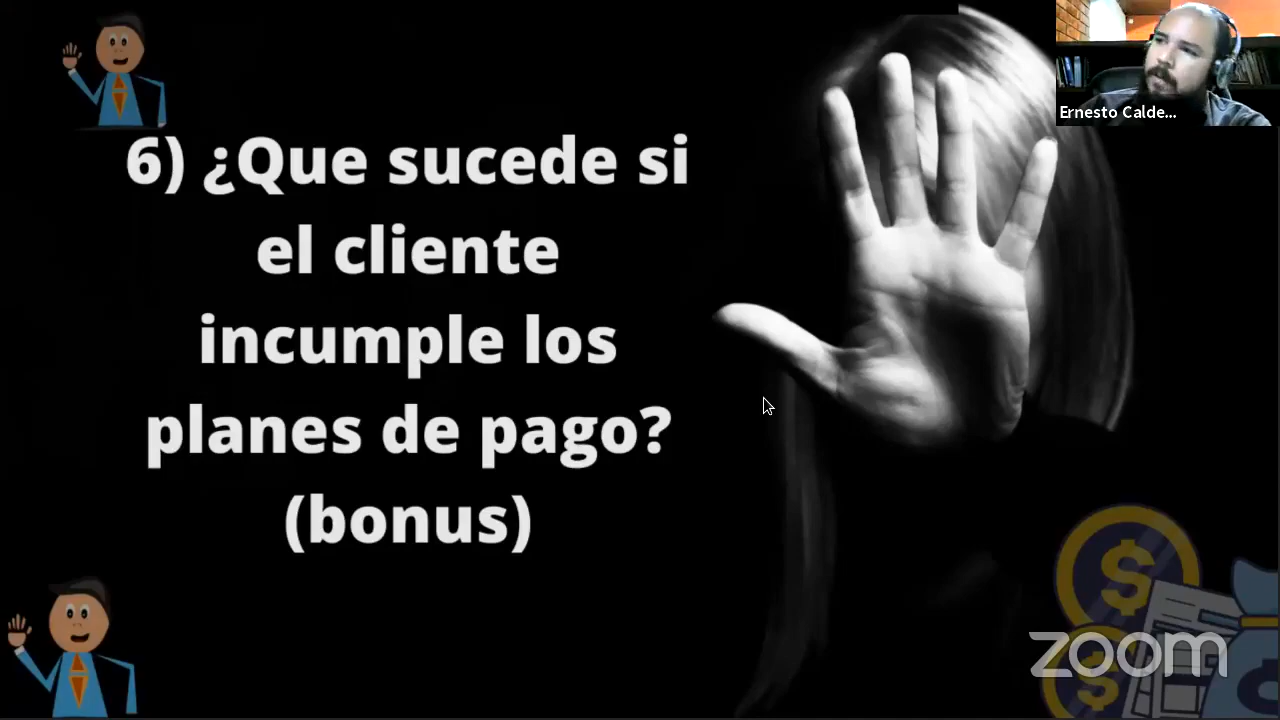 Ernesto Calde...
6) ¿Que sucede si
el cliente
incumple los
planes de pago?
(bonus)
zoom